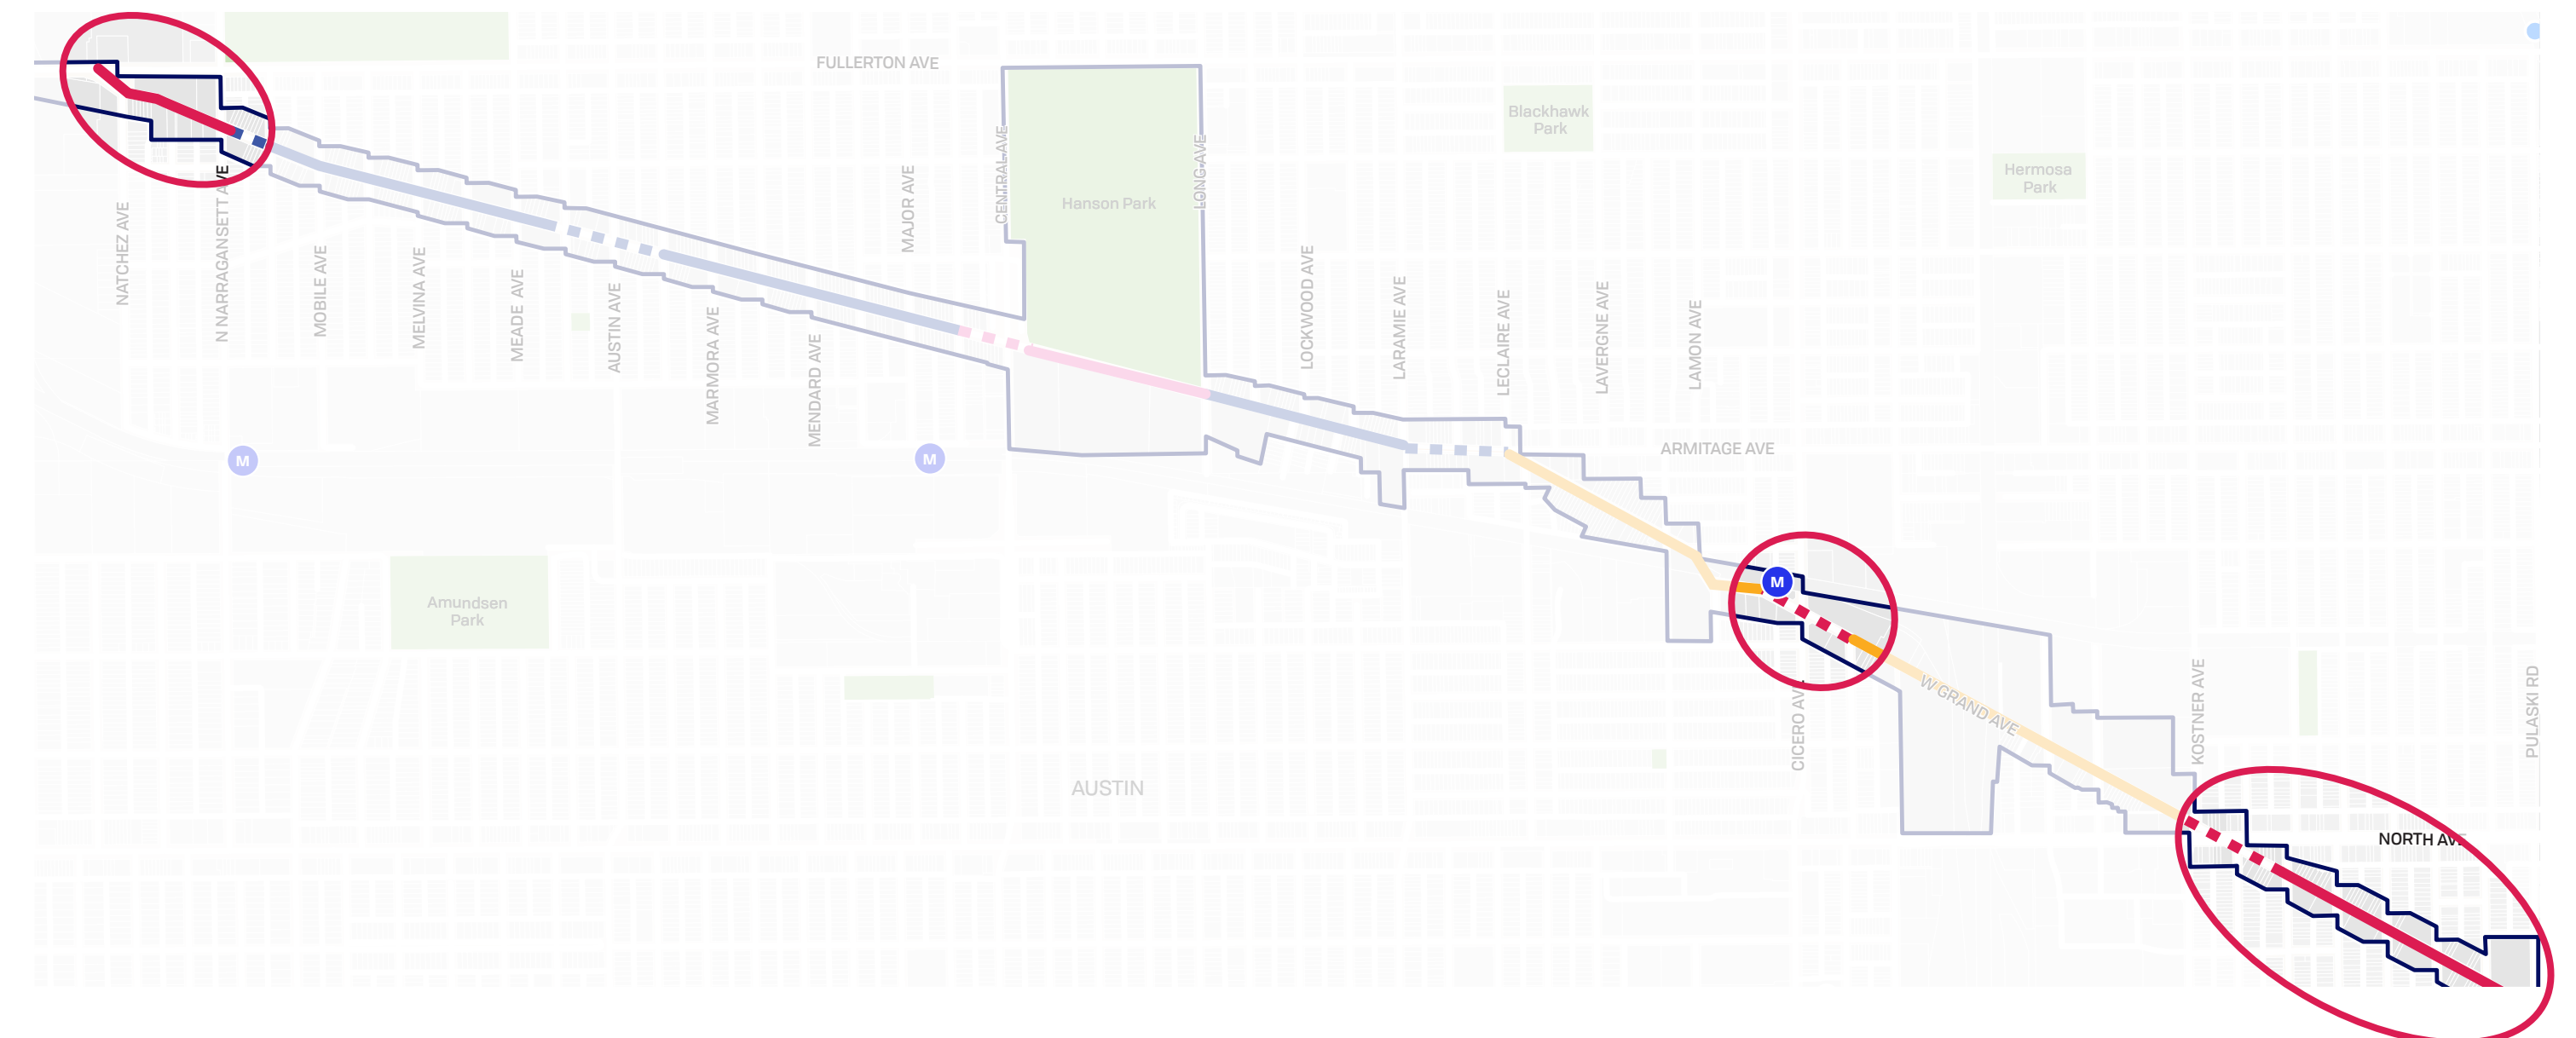 FULLERTON AVE
Blackhawk
Park
Hermosa
Park
Hanson Park
CENTRAL AVE
LONG AVE
MAJOR AVE
NATCHEZ AVE
N NARRAGANSETT AVE
MOBILE AVE
MELVINA AVE
MEADE AVE
AUSTIN AVE
MARMORA AVE
MENDARD AVE
LOCKWOOD AVE
LARAMIE AVE
LECLAIRE AVE
LAVERGNE AVE
LAMON AVE
ARMITAGE AVE
M
M
M
Amundsen
Park
CICERO AVE
W GRAND AVE
KOSTNER AVE
PULASKI RD
AUSTIN
NORTH AVE